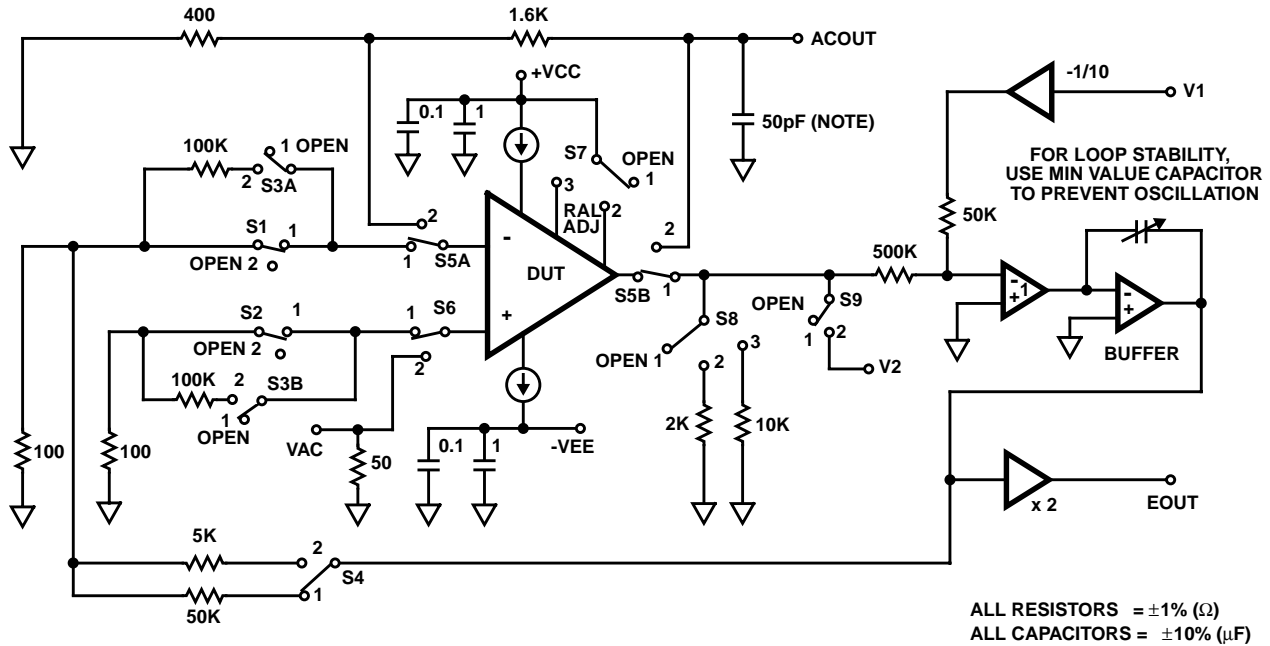 400
1.6K
ACOUT
+VCC
-1/10
V1
0.1
1
50pF (NOTE)
100K
1 OPEN
2
S3A
S7
OPEN
1
3
RAL
ADJ
2
FOR LOOP STABILITY,
USE MIN VALUE CAPACITOR
TO PREVENT OSCILLATION
S1
1
OPEN 2
2
1
S5A
-
DUT
+
2
S5B
1
500K
50K
-
+
1
-
+
BUFFER
S2
1
OPEN 2
1
S6
2
100K
2
S3B
1
OPEN
S8
OPEN 1
2
3
OPEN
S9
1
2
V2
100
100
VAC
50
0.1
1
-VEE
2K
10K
x 2
EOUT
5K
2
S4
1
50K
ALL RESISTORS = ±1% (Ω)
ALL CAPACITORS = ±10% (μF)